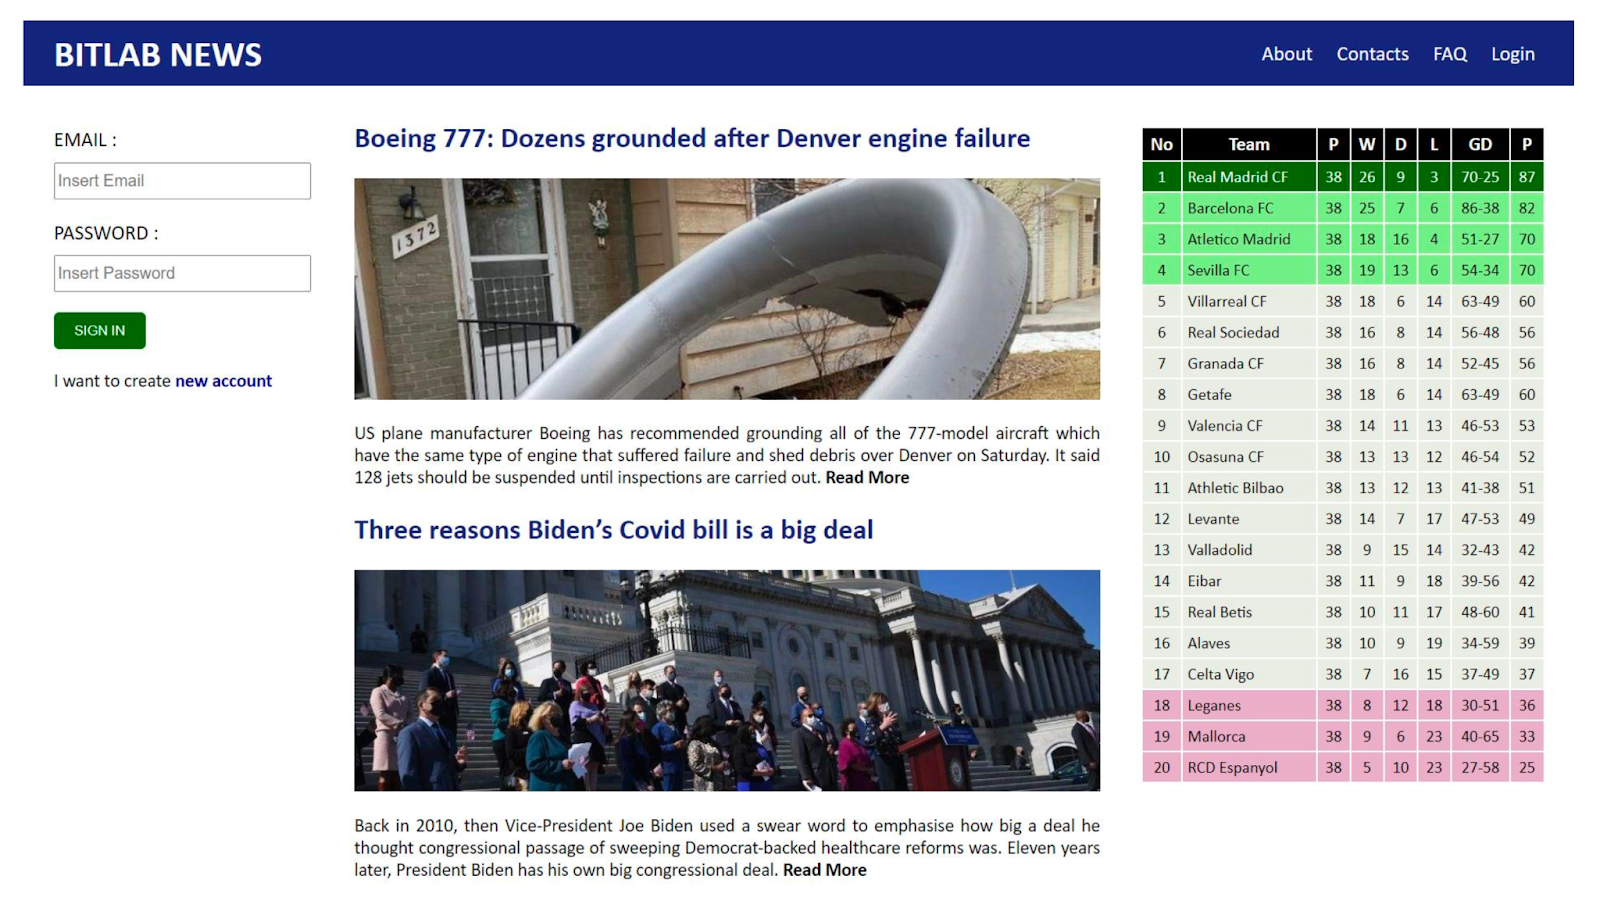 BITLAB NEWS
About Contacts FAQ Login
EMAIL :
Insert Email
PASSWORD :
Insert Password
SIGN IN
I want to create new account
Boeing 777: Dozens grounded after Denver engine failure
1372
US plane manufacturer Boeing has recommended grounding all of the 777-model aircraft which
have the same type of engine that suffered failure and shed debris over Denver on Saturday. It said
128 jets should be suspended until inspections are carried out. Read More
Three reasons Biden’s Covid bill is a big deal
Back in 2010, then Vice-President Joe Biden used a swear word to emphasise how big a deal he
thought congressional passage of sweeping Democrat-backed healthcare reforms was. Eleven years
later, President Biden has his own big congressional deal. Read More
No Team P W D L GD P
1 Real Madrid CF 38 26 9 3 70-25 87
2 Barcelona FC 38 25 7 6 86-38 82
3 Atletico Madrid 38 18 16 4 51-27 70
4 Sevilla FC 38 19 13 6 54-34 70
5 Villarreal CF 38 18 6 14 63-49 60
6 Real Sociedad 38 16 8 14 56-48 56
7 Granada CF 38 16 8 14 52-45 56
8 Getafe 38 18 6 14 63-49 60
9 Valencia CF 38 14 11 13 46-53 53
10 Osasuna CF 38 13 13 12 46-54 52
11 Athletic Bilbao 38 13 12 13 41-38 51
12 Levante 38 14 7 17 47-53 49
13 Valladolid 38 9 15 14 32-43 42
14 Eibar 38 11 9 18 39-56 42
15 Real Betis 38 10 11 17 48-60 41
16 Alaves 38 10 9 19 34-59 39
17 Celta Vigo 38 7 16 15 37-49 37
18 Leganes 38 8 12 18 30-51 36
19 Mallorca 38 9 6 23 40-65 33
20 RCD Espanyol 38 5 10 23 27-58 25